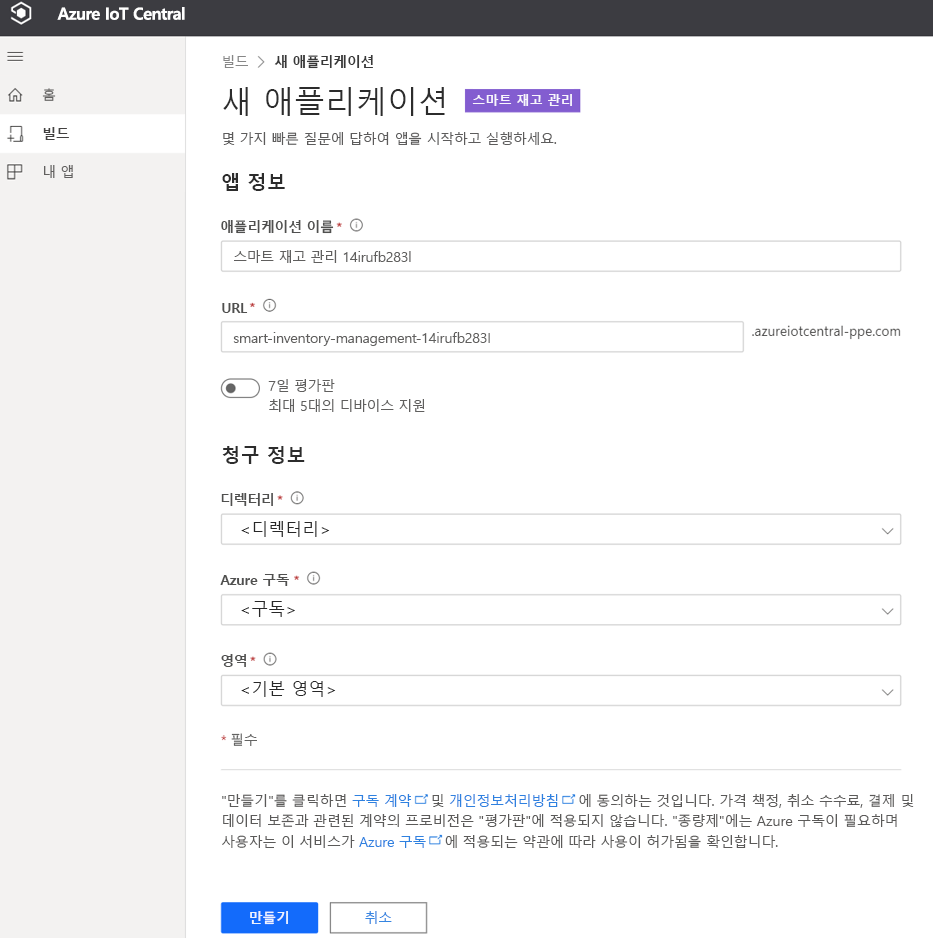 Azure IoT Central
홈
빌드
내 앱
빌드 > 새 애플리케이션
새 애플리케이션 스마트 재고 관리
몇 가지 빠른 질문에 답하여 앱을 시작하고 실행하세요.
앱 정보
애플리케이션 이름 *
스마트 재고 관리 14irufb283l
URL *
smart-inventory-management-14irufb283l .azureiotcentral-ppe.com
7일 평가판
최대 5대의 디바이스 지원
청구 정보
디렉터리 *
<디렉터리>
Azure 구독 *
<구독>
영역 *
<기본 영역>
* 필수
"만들기"를 클릭하면 구독 계약 및 개인정보처리방침 에 동의하는 것입니다. 가격 책정, 취소 수수료, 결제 및
데이터 보존과 관련된 계약의 프로비전은 "평가판"에 적용되지 않습니다. "종량제"에는 Azure 구독이 필요하며
사용자는 이 서비스가 Azure 구독 에 적용되는 약관에 따라 사용이 허가됨을 확인합니다.
만들기 취소